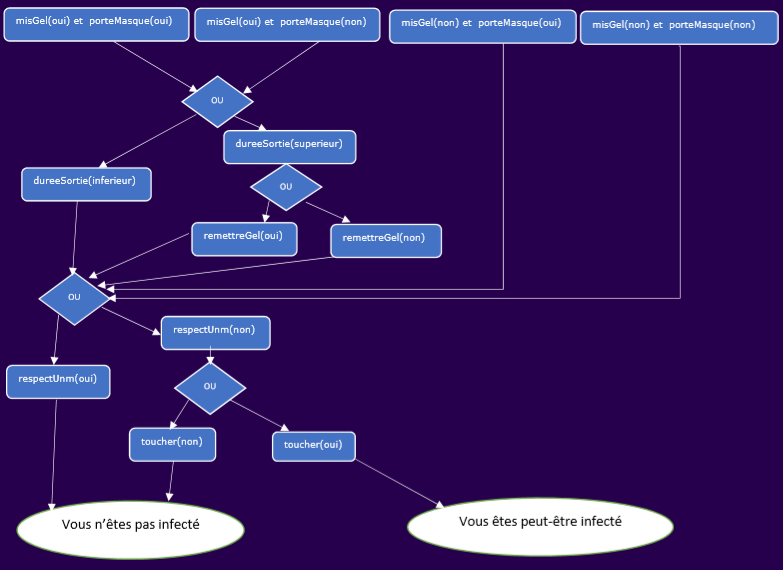 misGel(oui) et porteMasque(oui)
misGel(oui) et porteMasque(non)
misGel(non) et porteMasque(oui)
misGel(non) et porteMasque(non)
OU
dureeSortie(superieur)
dureeSortie(inferieur)
OU
remettreGel(oui)
remettreGel(non)
OU
respectUnm(non)
respectUnm(oui)
OU
toucher(non)
toucher(oui)
Vous n'êtes pas infecté
Vous êtes peut-être infecté